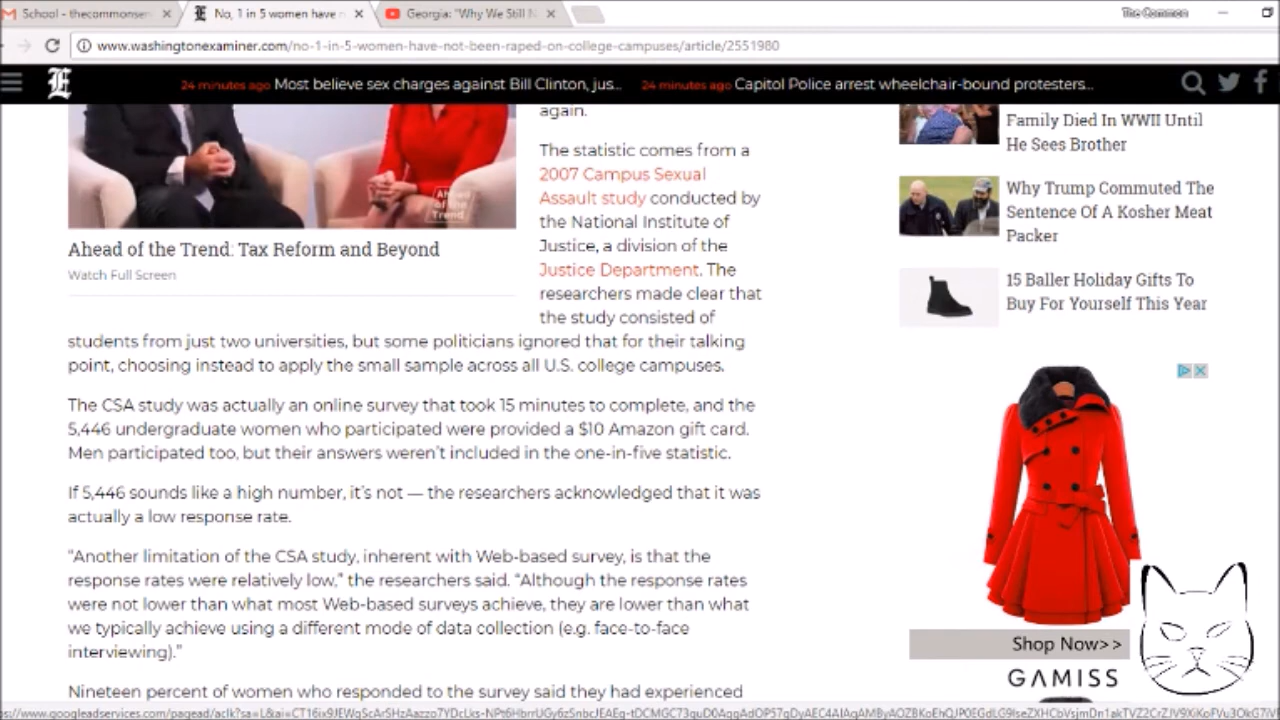 School - thecommonser
No, 1 in 5 women have
Georgia: "Why We Still N
The Common
www.washingtonexaminer.com/no-1-in-5-women-have-not-been-raped-on-college-campuses/article/2551980
24 minutes ago Most believe sex charges against Bill Clinton, jus...
24 minutes ago Capitol Police arrest wheelchair-bound protesters...
again.
The statistic comes from a
2007 Campus Sexual
Assault study conducted by
the National Institute of
Justice, a division of the
Justice Department. The
researchers made clear that
the study consisted of
students from just two universities, but some politicians ignored that for their talking
point, choosing instead to apply the small sample across all U.S. college campuses.
Ahead of the Trend
Ahead of the Trend: Tax Reform and Beyond
Watch Full Screen
The CSA study was actually an online survey that took 15 minutes to complete, and the
5,446 undergraduate women who participated were provided a $10 Amazon gift card.
Men participated too, but their answers weren't included in the one-in-five statistic.
If 5,446 sounds like a high number, it's not — the researchers acknowledged that it was
actually a low response rate.
"Another limitation of the CSA study, inherent with Web-based survey, is that the
response rates were relatively low," the researchers said. "Although the response rates
were not lower than what most Web-based surveys achieve, they are lower than what
we typically achieve using a different mode of data collection (e.g. face-to-face
interviewing)."
Nineteen percent of women who responded to the survey said they had experienced
Family Died In WWII Until
He Sees Brother
Why Trump Commuted The
Sentence Of A Kosher Meat
Packer
15 Baller Holiday Gifts To
Buy For Yourself This Year
Shop Now>>
GAMISS